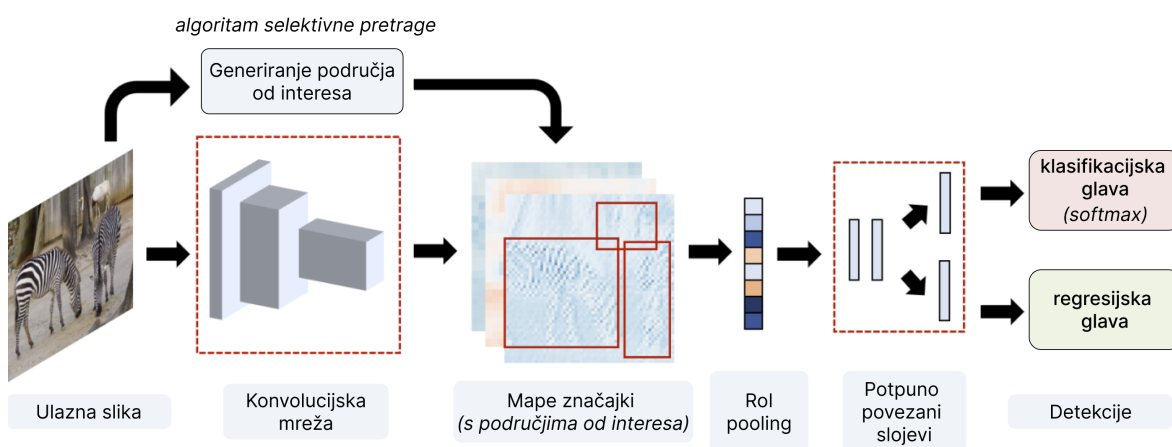 algoritam selektivne pretrage
Generiranje područja
od interesa
klasifikacijska
glava
(softmax)
regresijska
glava
Ulazna slika
Konvolucijska
mreža
Mape značajki
(s područjima od interesa)
RoI
pooling
Potpuno
povezani
slojevi
Detekcije